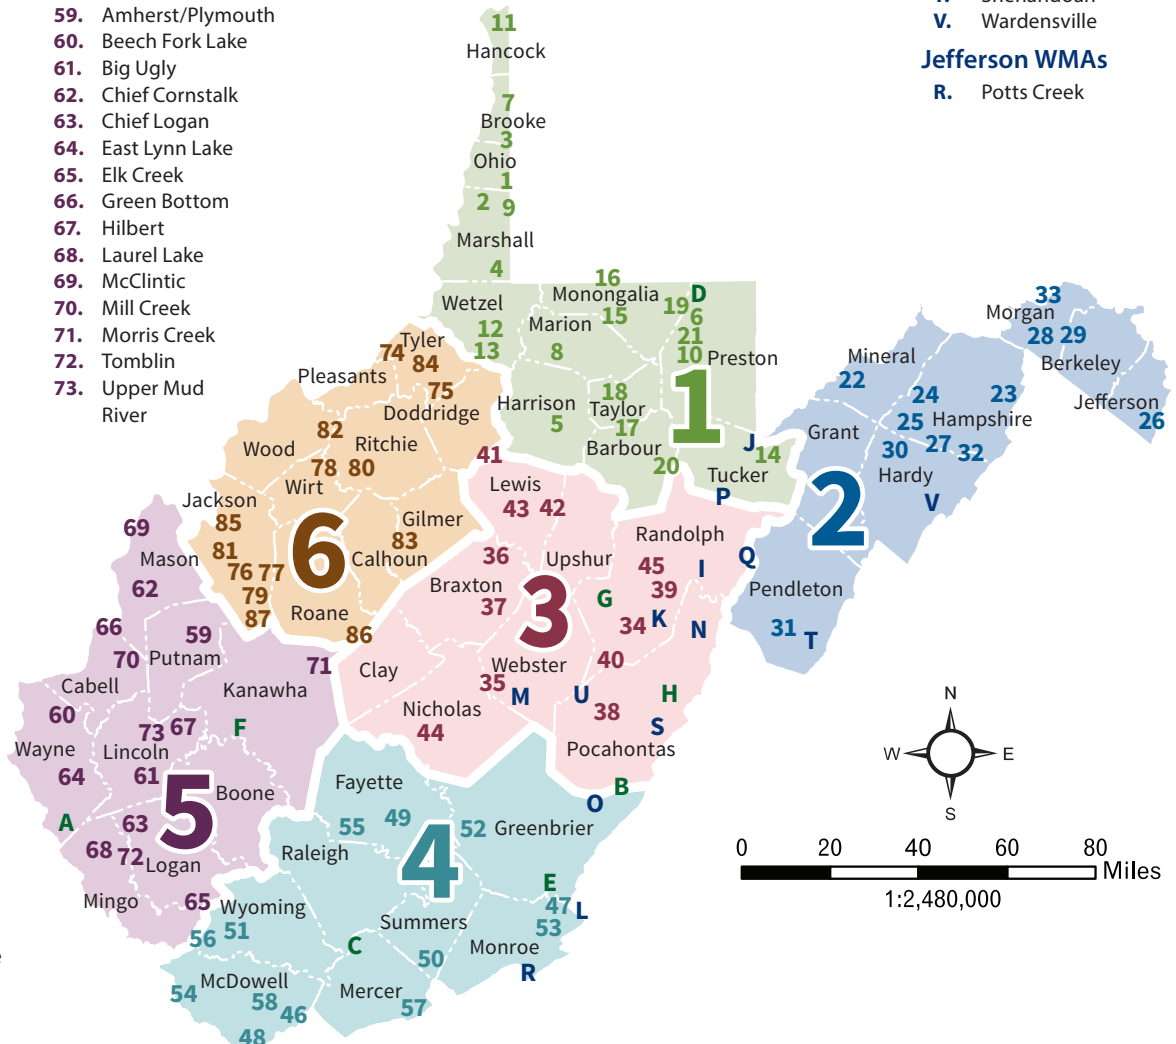 59. Amherst/Plymouth
60. Beech Fork Lake
61. Big Ugly
62. Chief Cornstalk
63. Chief Logan
64. East Lynn Lake
65. Elk Creek
66. Green Bottom
67. Hilbert
68. Laurel Lake
69. McClintic
70. Mill Creek
71. Morris Creek
72. Tomblin
73. Upper Mud
River
V. Wardensville
Jefferson WMAs
R. Potts Creek
11
Hancock
7
Brooke
3
Ohio
1
2 9
Marshall
4
16
Wetzel Monongalia 19 D
12 Marion 15 6
13 8 21
10 Preston
Harrison 18 1
5 Taylor
17
Barbour J 14
20 Tucker
P
33
Morgan
28 29
Mineral Berkeley
22 24 23 Jefferson
25 Hampshire 26
Grant 30 27 32
Hardy
2 V
Q
Pendleton
31 T
Tyler
74 84
Pleasants 75
Doddridge
82 Ritchie
Wood
78 80
Wirt
Jackson
85 6 Gilmer
81 83
76 77 Calhoun
79
87 Roane
86
41
Lewis
43 42
Randolph
36 Upshur 45 I
Braxton 39
37 3 G
34 K N
Webster 40
Clay 35 M U H
Nicholas 38 S
44 Pocahontas
B
O
69
Mason
62
66 59
70 Putnam 71
Cabell Kanawha
60 73 67 F
Wayne Lincoln
64 61 5 Boone
A 63
68 72 Logan
Mingo 65
Fayette
55 49 52 Greenbrier
Raleigh 4
E
Wyoming 47 L
Summers 53
56 51 Monroe
C 50 R
McDowell
54 58 Mercer
46 57
48
N
W E
S
0 20 40 60 80
Miles
1:2,480,000